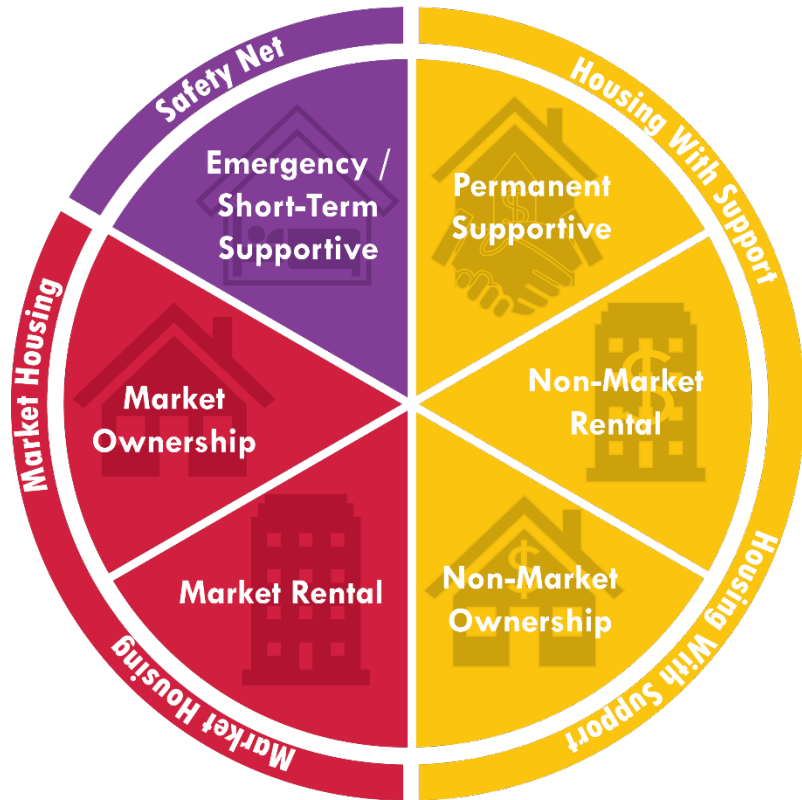 Safety Net
Housing With Support
Emergency /
Short-Term
Supportive
Permanent
Supportive
Market Housing
Market
Ownership
Non-Market
Rental
Market Rental
Non-Market
Ownership
Market Housing
Housing With Support